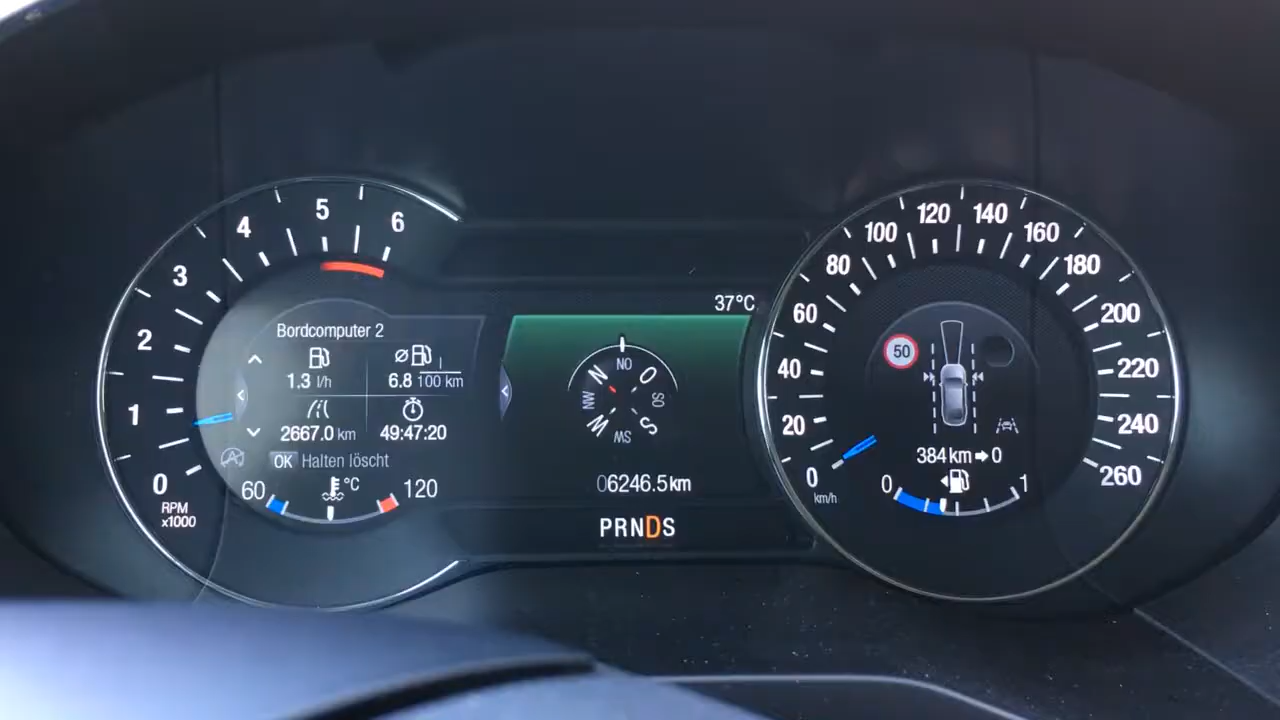 0
1
2
3
4
5
6
RPM
x1000
Bordcomputer 2
1.3 l/h
⌀ 6.8 100 km
2667.0 km
49:47:20
OK Halten löscht
A
60
°C
120
37°C
N NO O
NW SO
W SW S
06246.5km
PRNDS
0
20
40
60
80
100
120
140
160
180
200
220
240
260
km/h
50
384 km➡0
0
1